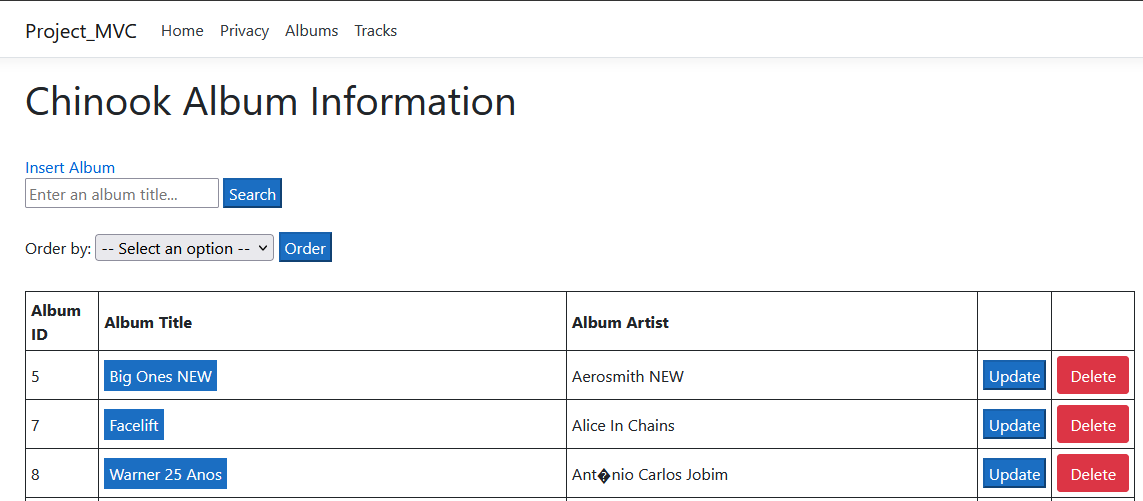 Project_MVC Home Privacy Albums Tracks
Chinook Album Information
Insert Album
Enter an album title... Search
Order by: -- Select an option -- Order
Album ID Album Title Album Artist
5 Big Ones NEW Aerosmith NEW Update Delete
7 Facelift Alice In Chains Update Delete
8 Warner 25 Anos Ant�nio Carlos Jobim Update Delete